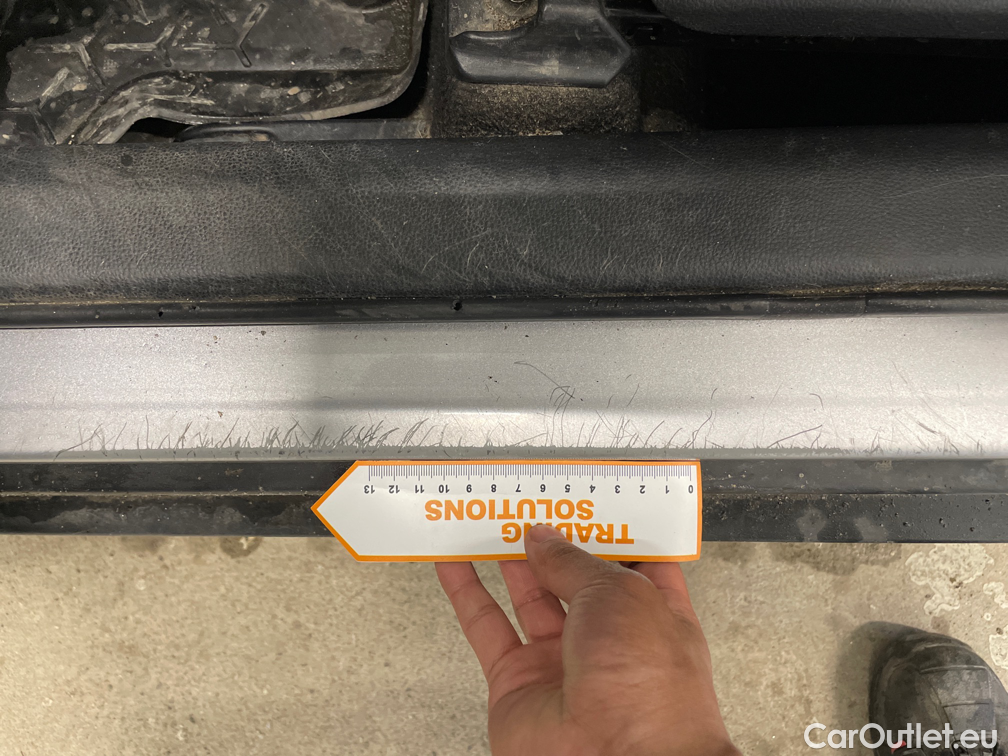 13 12 11 10 9 8 7 6 5 4 3 2 1 0
TRADING
SOLUTIONS
CarOutlet.eu